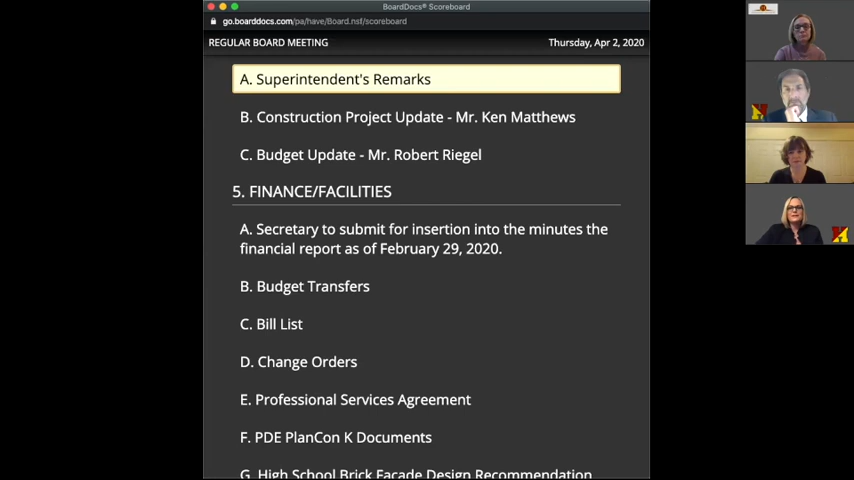 BoardDocs® Scoreboard
go.boarddocs.com/pa/have/Board.nsf/scoreboard
REGULAR BOARD MEETING
Thursday, Apr 2, 2020
A. Superintendent's Remarks
B. Construction Project Update - Mr. Ken Matthews
C. Budget Update - Mr. Robert Riegel
5. FINANCE/FACILITIES
A. Secretary to submit for insertion into the minutes the
financial report as of February 29, 2020.
B. Budget Transfers
C. Bill List
D. Change Orders
E. Professional Services Agreement
F. PDE PlanCon K Documents
G. High School Brick Facade Design Recommendation